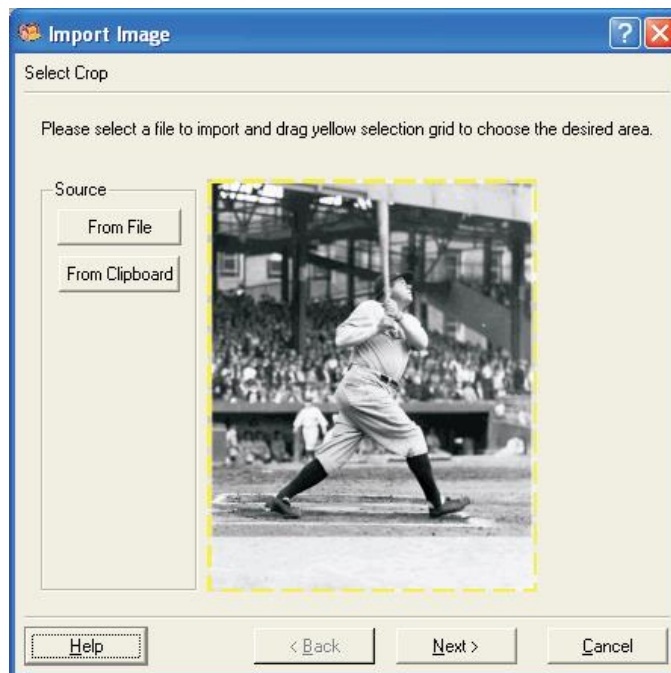 Import Image
Select Crop
Please select a file to import and drag yellow selection grid to choose the desired area.
Source
From File
From Clipboard
Help
< Back
Next >
Cancel